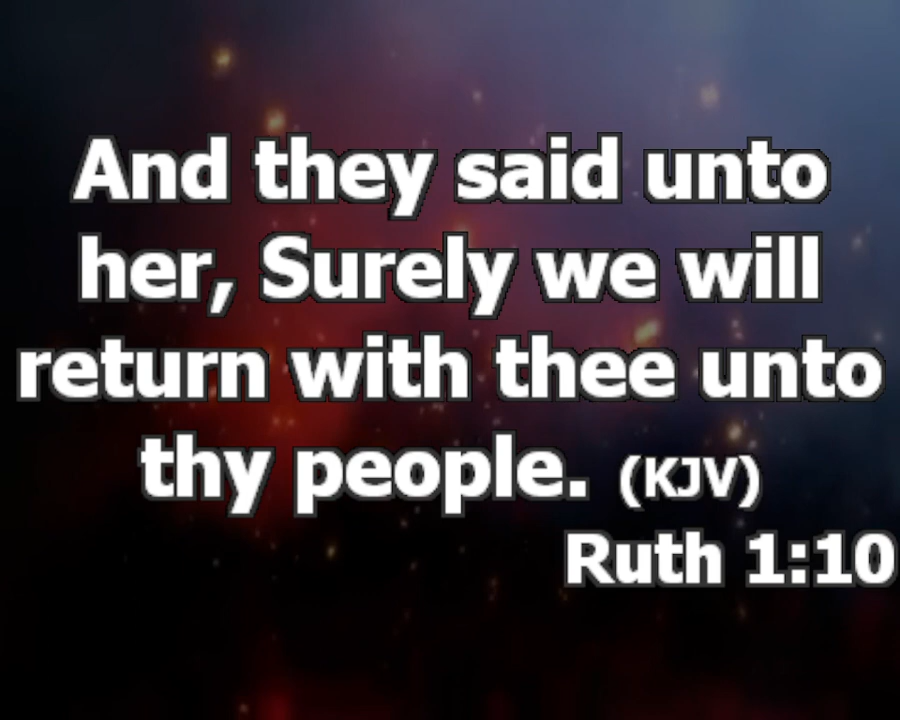 And they said unto
her, Surely we will
return with thee unto
thy people. (KJV)
Ruth 1:10